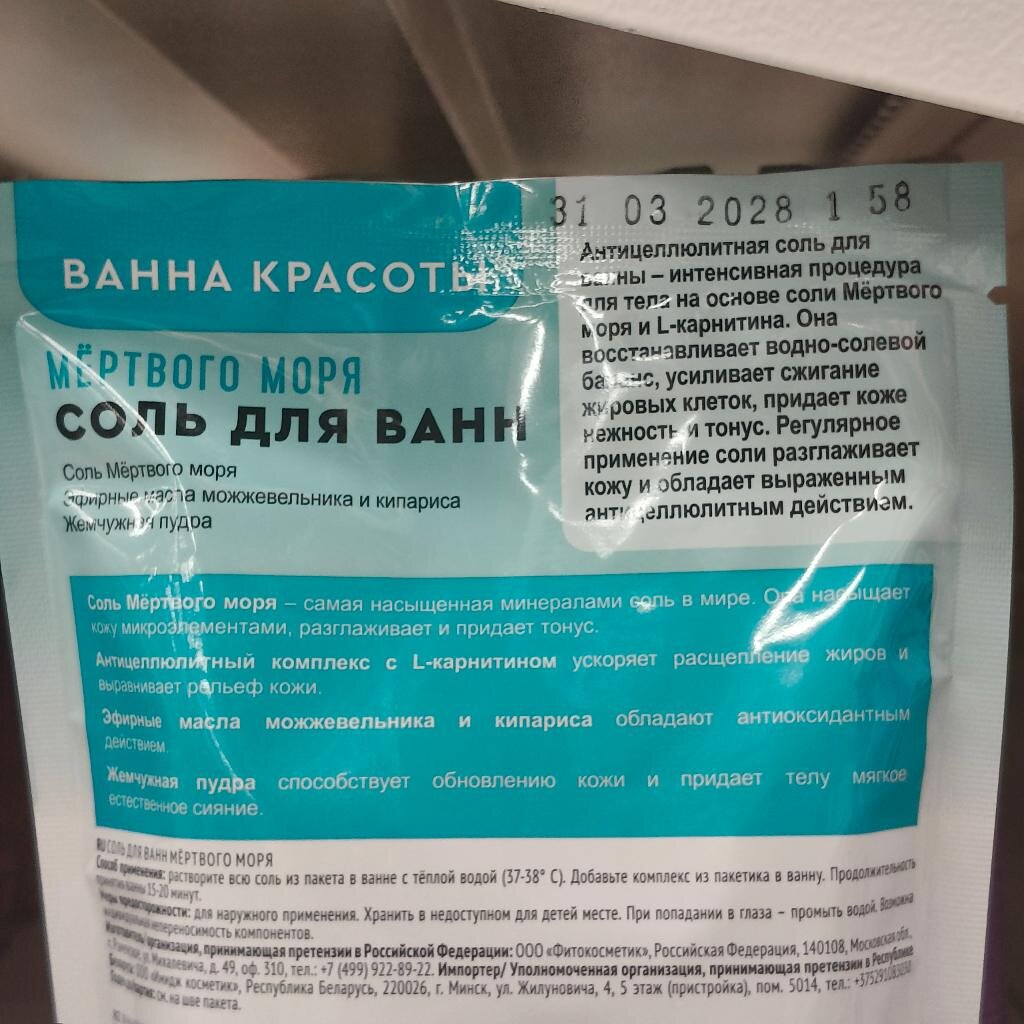 31 03 2028 1 58
ВАННА КРАСОТЫ
МЁРТВОГО МОРЯ
СОЛЬ ДЛЯ ВАНН
Соль Мёртвого моря
Эфирные масла можжевельника и кипариса
Жемчужная пудра
Антицеллюлитная соль для
ванны – интенсивная процедура
для тела на основе соли Мёртвого
моря и L-карнитина. Она
восстанавливает водно-солевой
баланс, усиливает сжигание
жировых клеток, придает коже
нежность и тонус. Регулярное
применение соли разглаживает
кожу и обладает выраженным
антицеллюлитным действием.
Соль Мёртвого моря – самая насыщенная минералами соль в мире. Она насыщает
кожу микроэлементами, разглаживает и придает тонус.
Антицеллюлитный комплекс с L-карнитином ускоряет расщепление жиров и
выравнивает рельеф кожи.
Эфирные масла можжевельника и кипариса обладают антиоксидантным
действием.
Жемчужная пудра способствует обновлению кожи и придает телу мягкое
естественное сияние.
RU СОЛЬ ДЛЯ ВАНН МЁРТВОГО МОРЯ
Способ применения: растворите всю соль из пакета в ванне с тёплой водой (37-38° С). Добавьте комплекс из пакетика в ванну. Продолжительность
принятия ванны 15-20 минут.
Меры предосторожности: для наружного применения. Хранить в недоступном для детей месте. При попадании в глаза – промыть водой. Возможна
индивидуальная непереносимость компонентов.
Изготовитель/организация, принимающая претензии в Российской Федерации: ООО «Фитокосметик», Российская Федерация, 140108, Московская обл.,
г. Раменское, ул. Михалевича, д. 49, оф. 310, тел.: +7 (499) 922-89-22. Импортер/ Уполномоченная организация, принимающая претензии в Республике
Беларусь: ООО «Имидж косметик», Республика Беларусь, 220026, г. Минск, ул. Жилуновича, 4, 5 этаж (пристройка), пом. 5014, тел.:
см. на шве пакета.